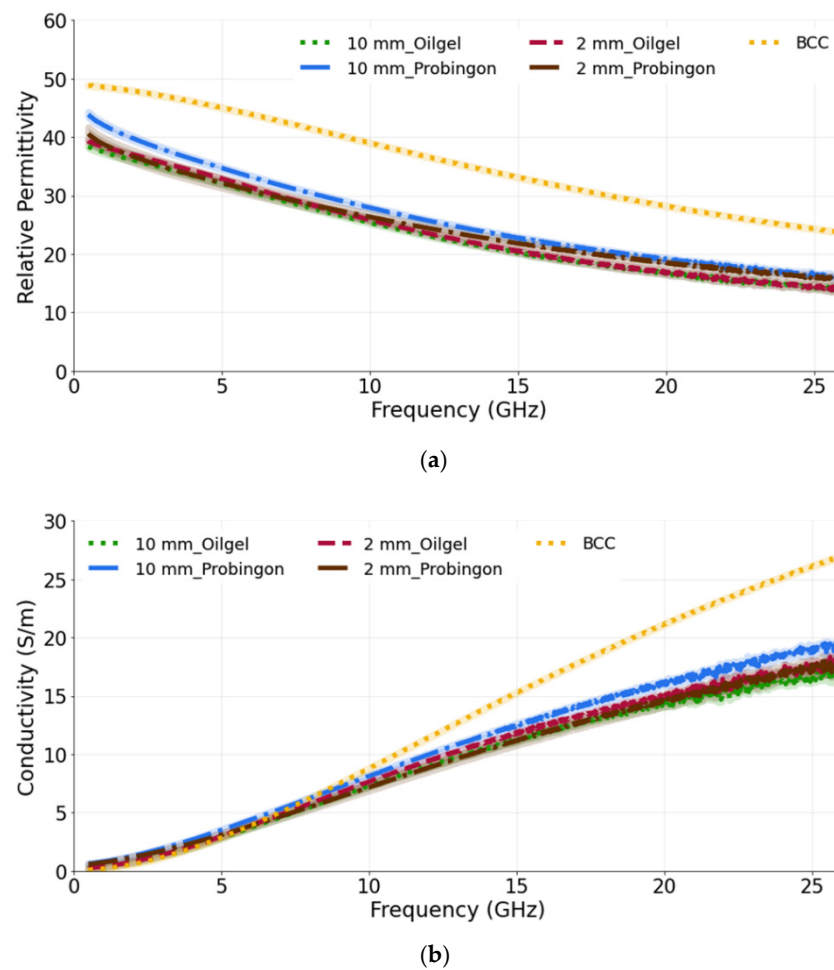 60
50
40
30
20
10
0
Relative Permittivity
10 mm_Oilgel 2 mm_Oilgel BCC
10 mm_Probingon 2 mm_Probingon
0 5 10 15 20 25
Frequency (GHz)
(a)
30
25
20
15
10
5
0
Conductivity (S/m)
10 mm_Oilgel 2 mm_Oilgel BCC
10 mm_Probingon 2 mm_Probingon
0 5 10 15 20 25
Frequency (GHz)
(b)